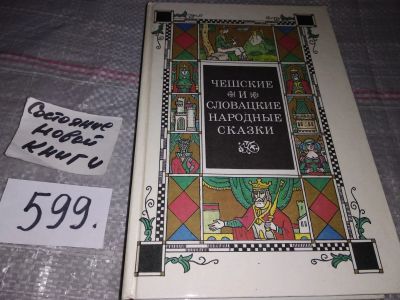 ЧЕШСКИЕ
И
СЛОВАЦКИЕ
НАРОДНЫЕ
СКАЗКИ
Состояние
новой
книги
599.